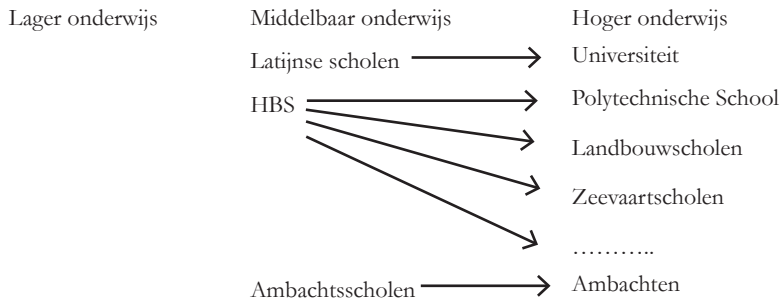 Lager onderwijs Middelbaar onderwijs Hoger onderwijs
Latijnse scholen Universiteit
HBS Polytechnische School
Landbouwscholen
Zeevaartscholen
………..
Ambachtsscholen Ambachten